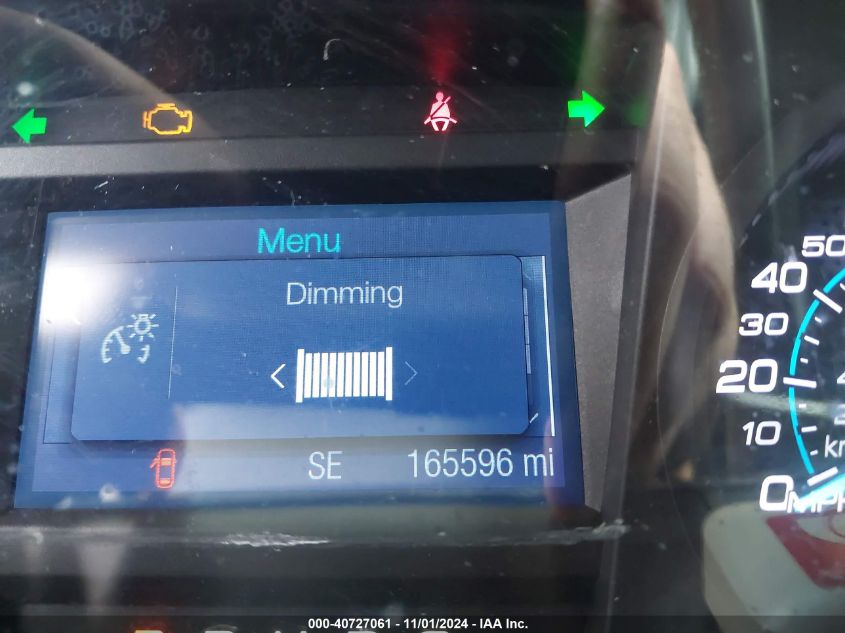 Menu
Dimming
SE 165596 mi
50
40
30
20
10
0 MPH
000-40727061 - 11/01/2024 - IAA Inc.